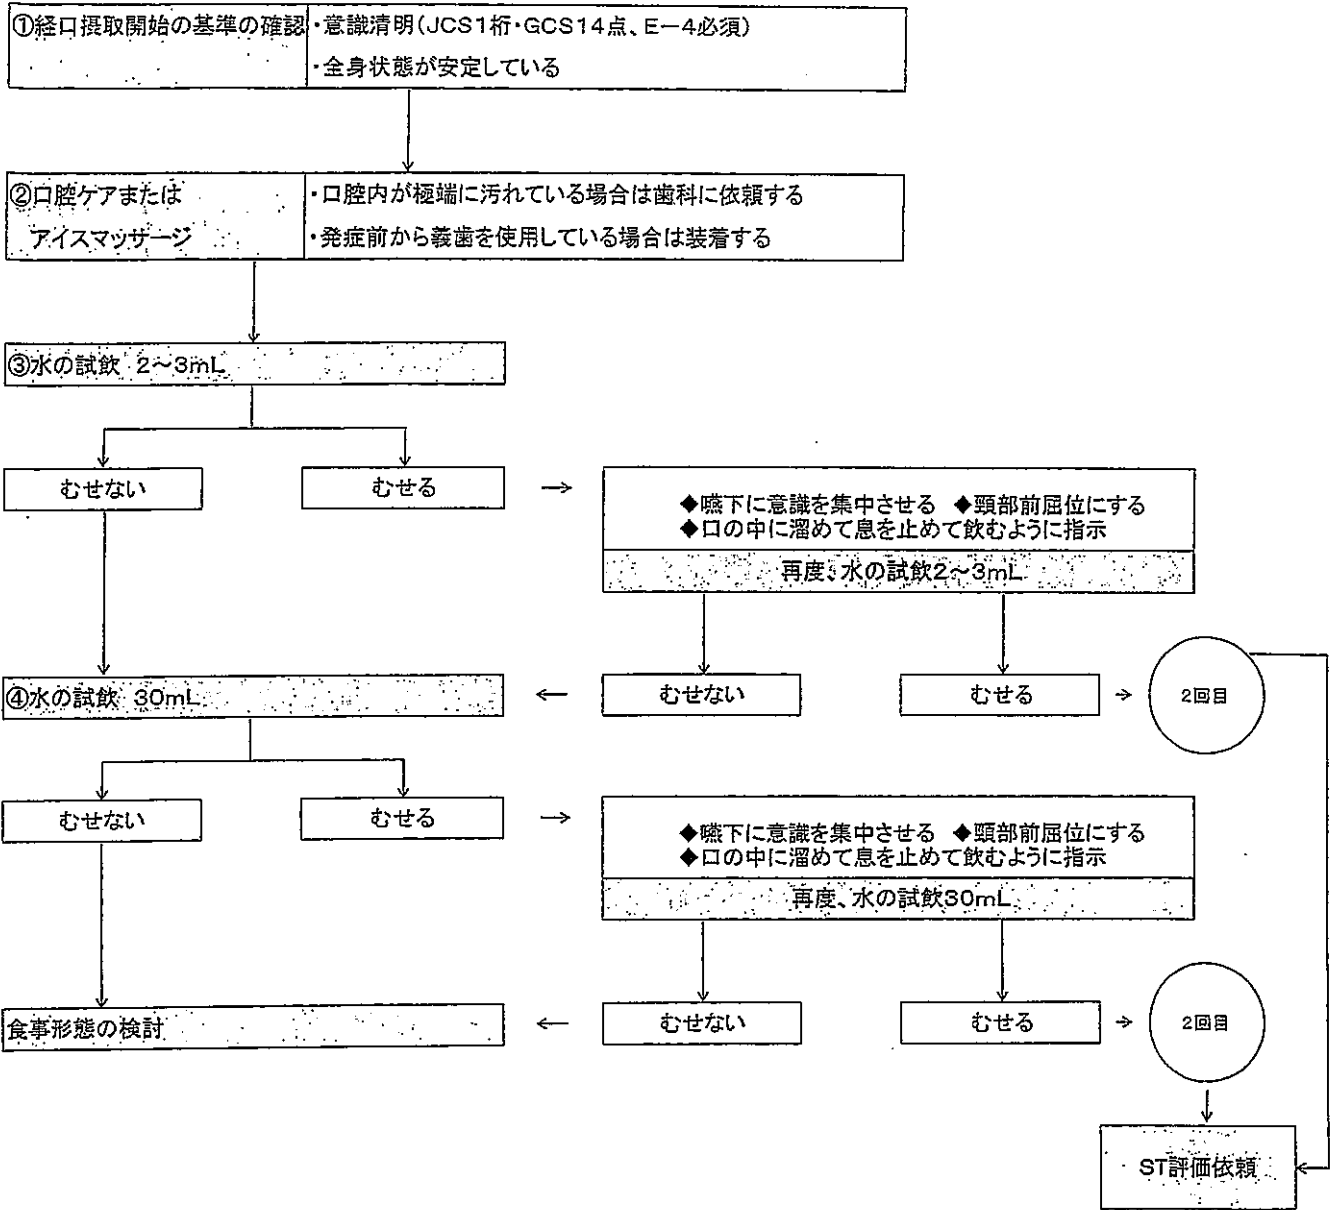 ①経口摂取開始の基準の確認
・意識清明(JCS1桁・GCS14点、E－4必須)
・全身状態が安定している
②口腔ケアまたは
アイスマッサージ
・口腔内が極端に汚れている場合は歯科に依頼する
・発症前から義歯を使用している場合は装着する
③水の試飲 2～3mL
むせない
むせる
◆嚥下に意識を集中させる ◆頸部前屈位にする
◆口の中に溜めて息を止めて飲むように指示
再度、水の試飲2～3mL
④水の試飲 30mL
むせない
むせる
2回目
むせない
むせる
◆嚥下に意識を集中させる ◆頸部前屈位にする
◆口の中に溜めて息を止めて飲むように指示
再度、水の試飲30mL
食事形態の検討
むせない
むせる
2回目
ST評価依頼